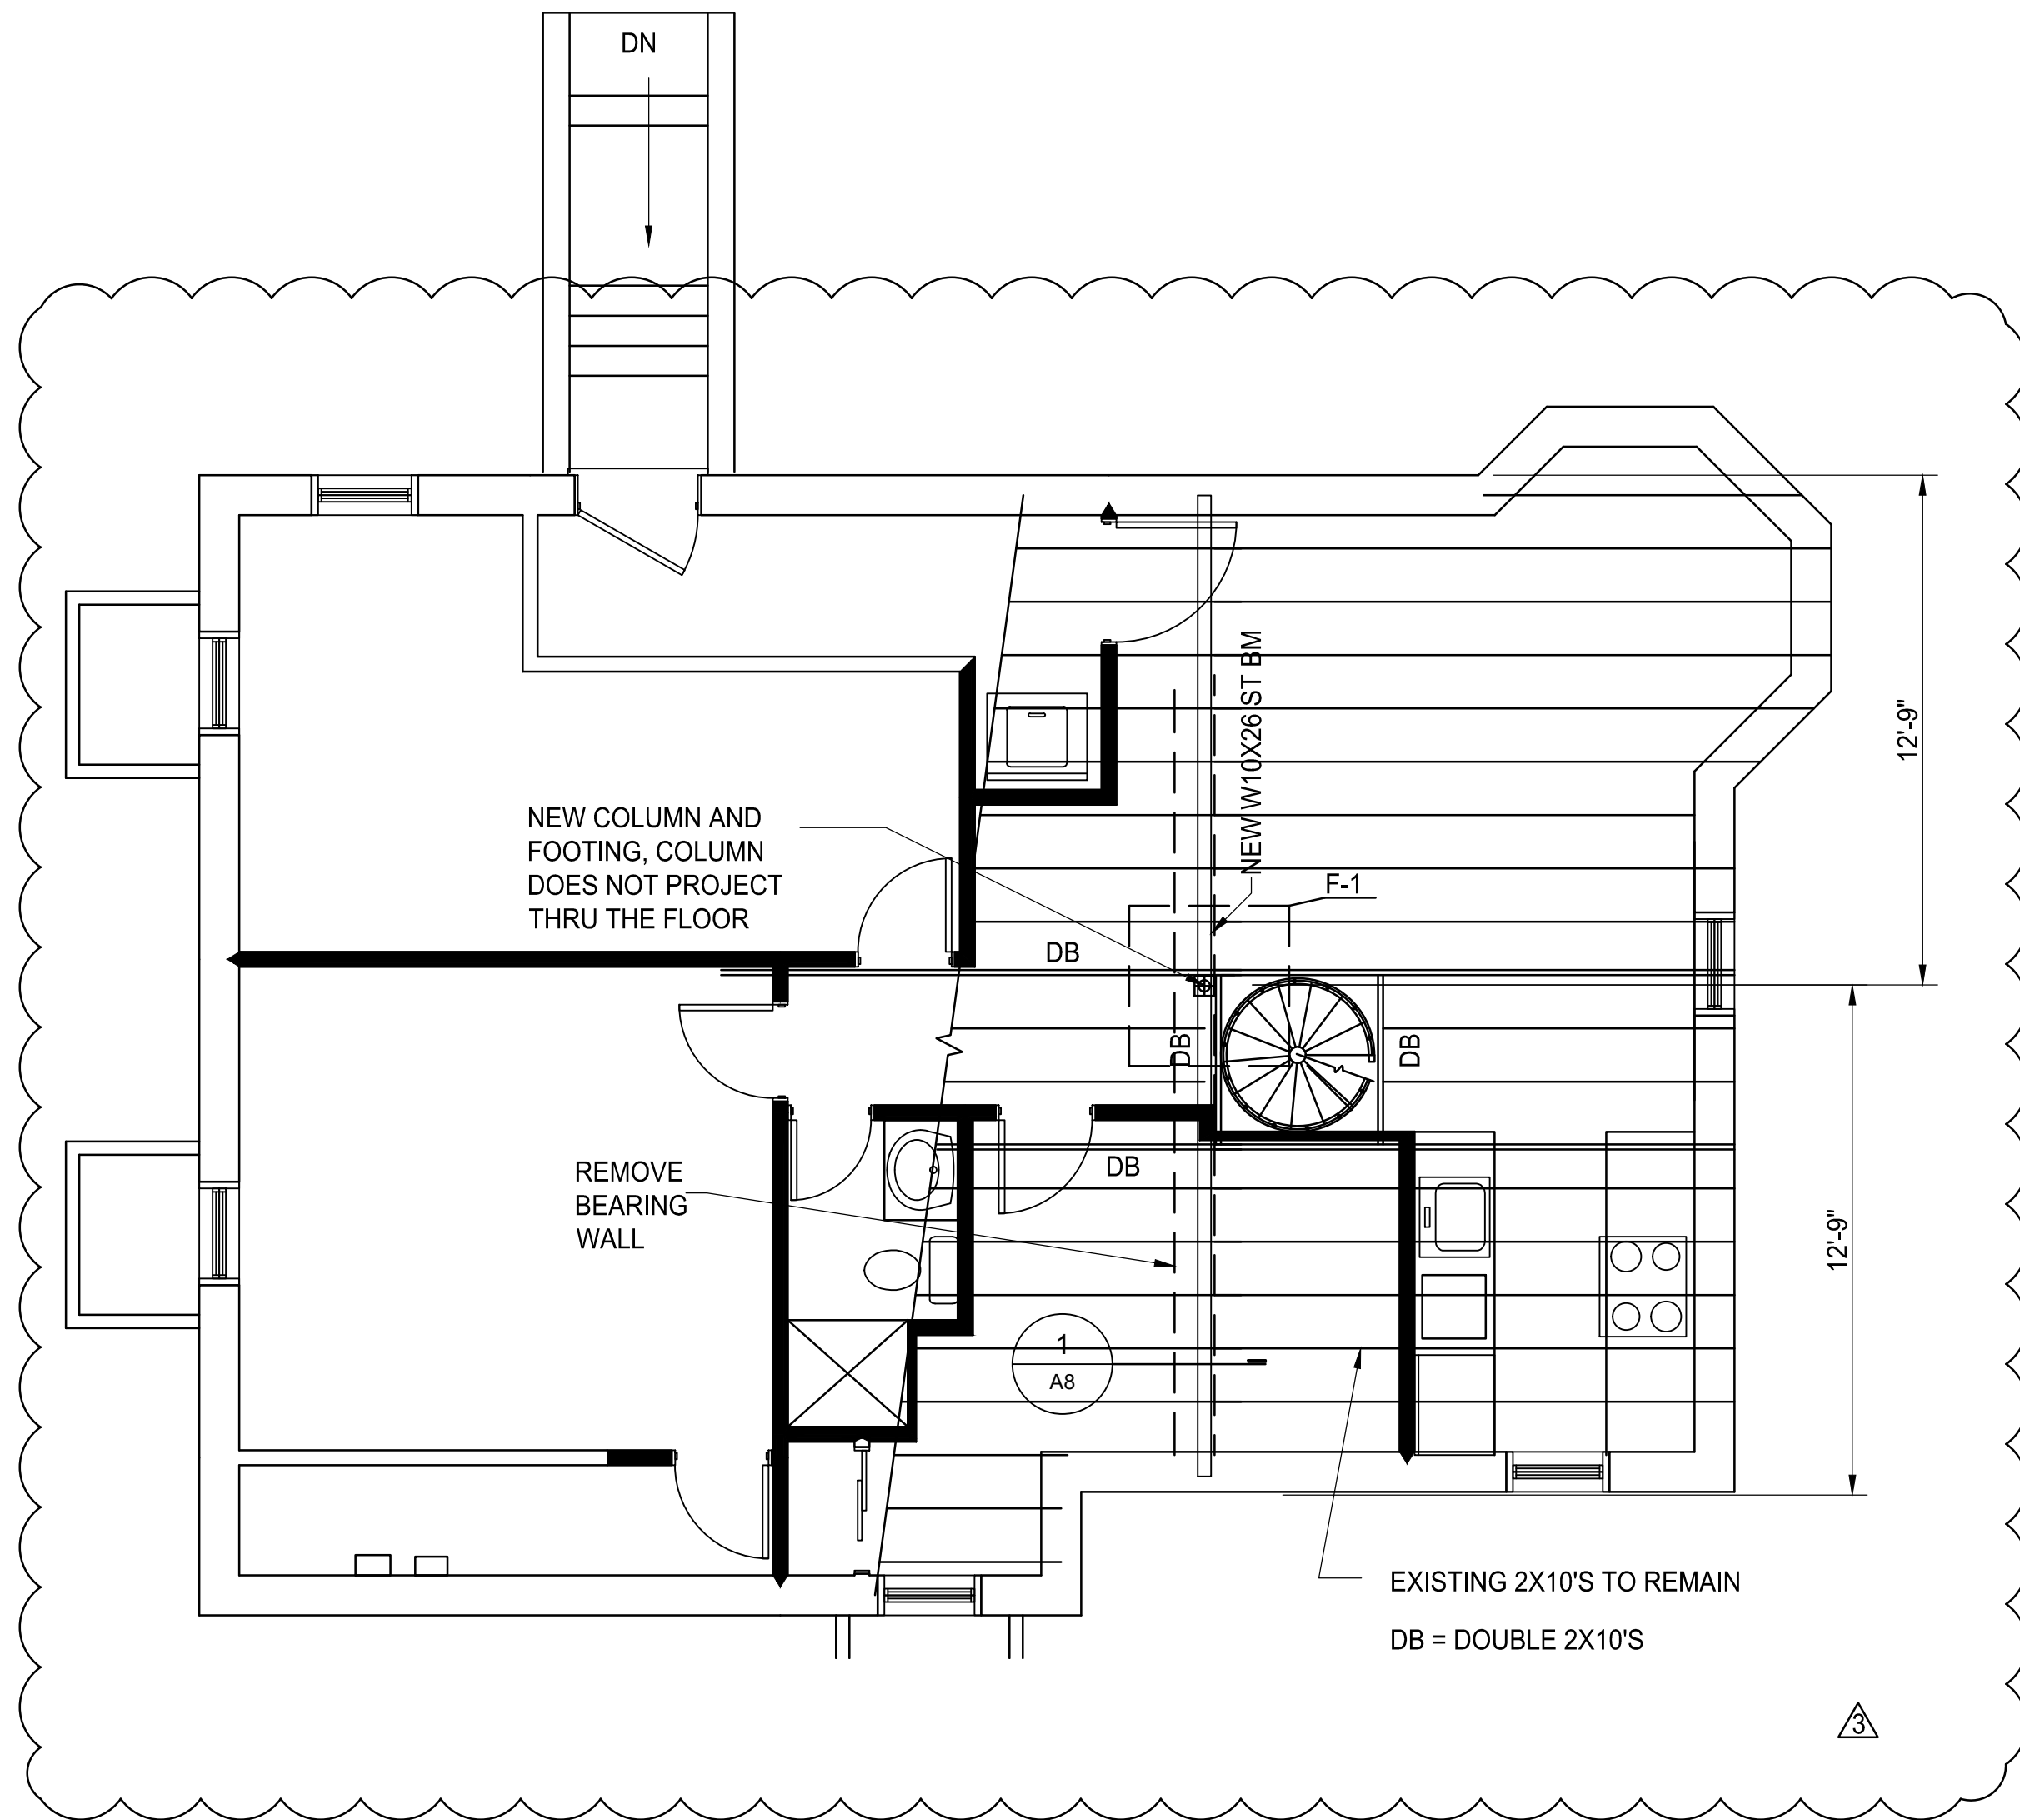 DN
12'-9"
NEW W10X26 ST BM
NEW COLUMN AND
FOOTING, COLUMN
DOES NOT PROJECT
THRU THE FLOOR
F-1
DB
DB
DB
DB
12'-9"
REMOVE
BEARING
WALL
1
A8
EXISTING 2X10'S TO REMAIN
DB = DOUBLE 2X10'S
3